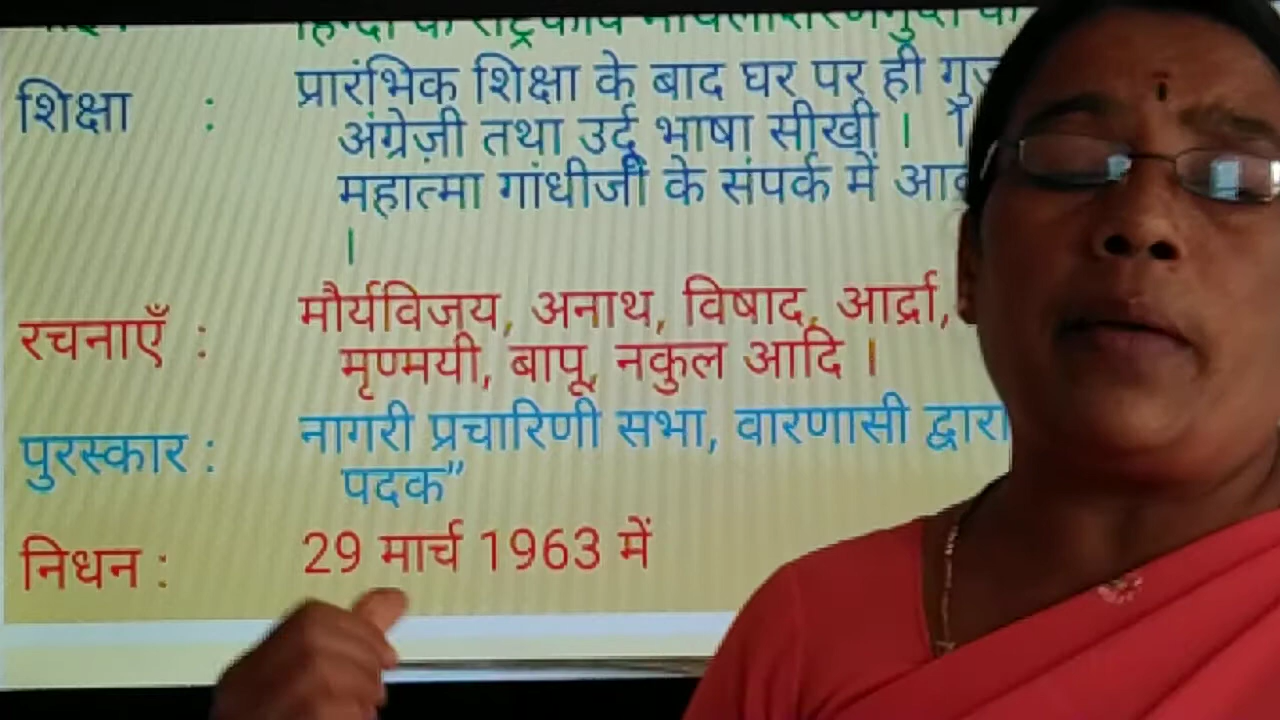 शिक्षा : प्रारंभिक शिक्षा के बाद घर पर ही
अंग्रेज़ी तथा उर्दू भाषा सीखी ।
महात्मा गांधीजी के संपर्क में
।
रचनाएँ : मौर्यविजय, अनाथ, विषाद, आर्द्रा,
मृण्मयी, बापू, नकुल आदि ।
पुरस्कार : नागरी प्रचारिणी सभा, वारणासी द्वारा
पदक”
निधन : 29 मार्च 1963 में